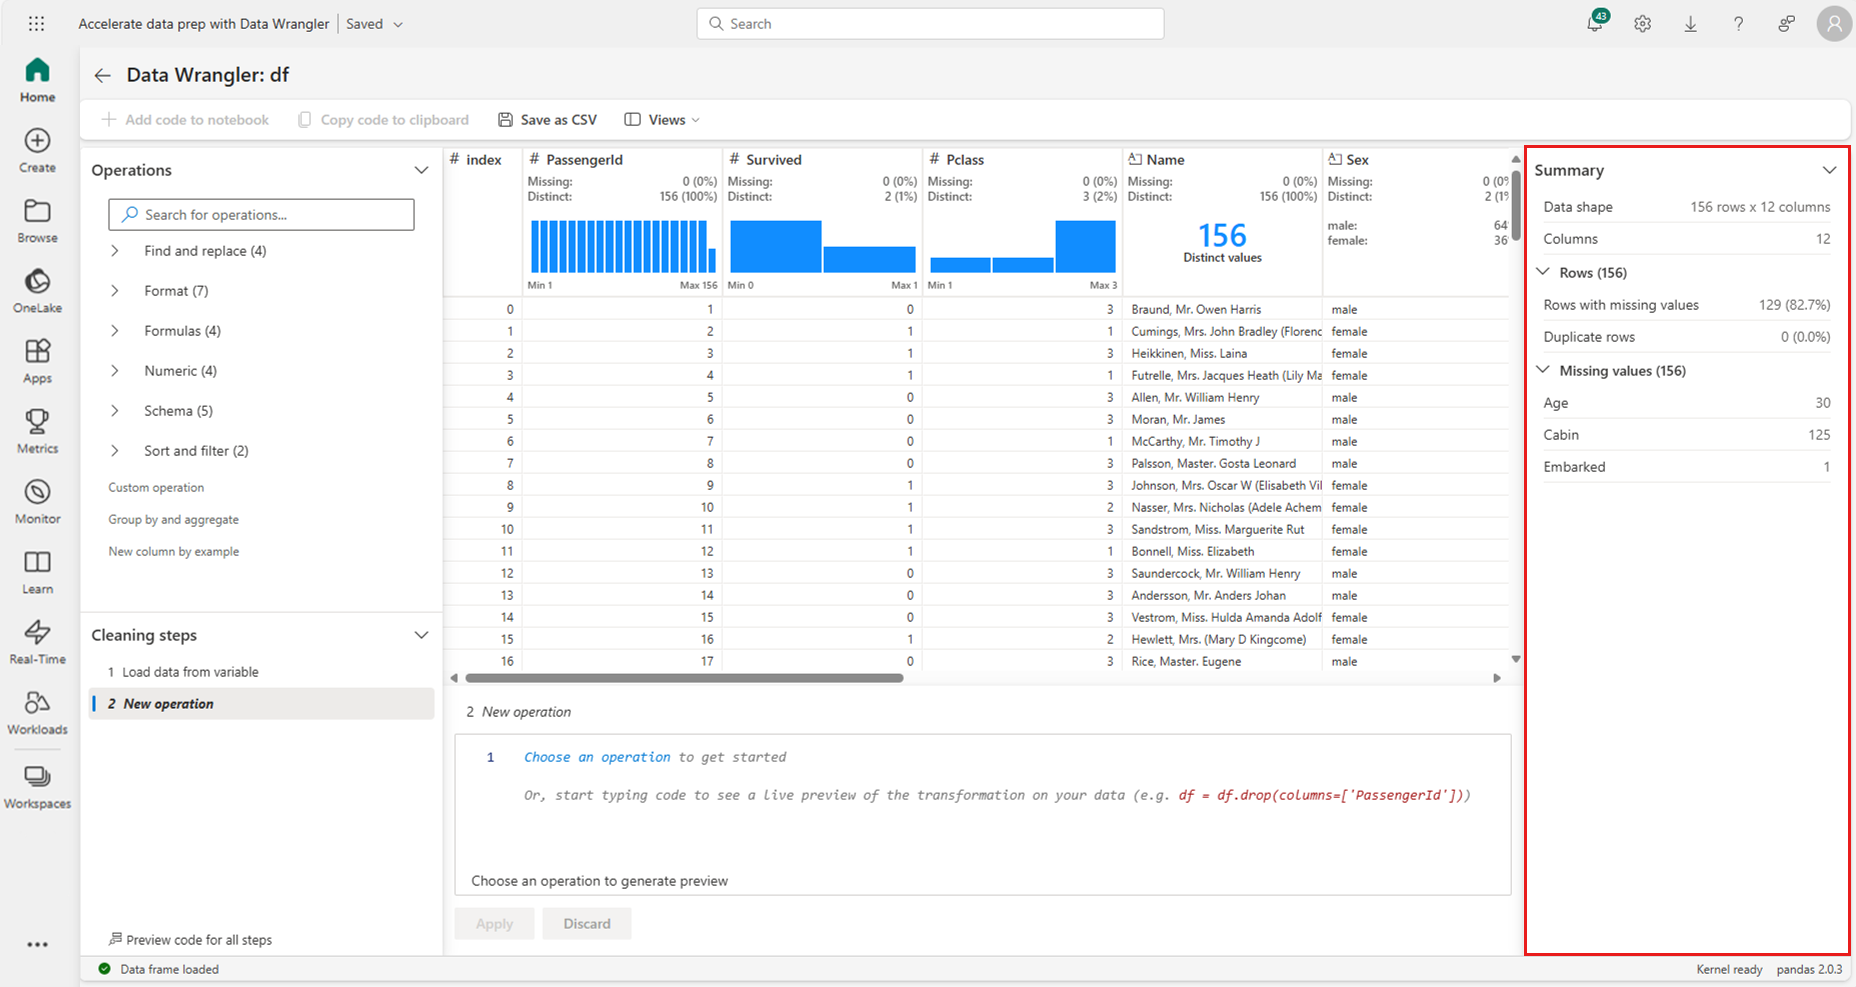 Accelerate data prep with Data Wrangler | Saved
Search
43
Home
Create
Browse
OneLake
Apps
Metrics
Monitor
Learn
Real-Time
Workloads
Workspaces
Data Wrangler: df
Add code to notebook
Copy code to clipboard
Save as CSV
Views
Operations
Search for operations...
Find and replace (4)
Format (7)
Formulas (4)
Numeric (4)
Schema (5)
Sort and filter (2)
Custom operation
Group by and aggregate
New column by example
Cleaning steps
1 Load data from variable
2 New operation
Preview code for all steps
# index # PassengerId # Survived # Pclass Name Sex
Missing: 0 (0%) Missing: 0 (0%) Missing: 0 (0%) Missing: 0 (0%) Missing: 0 (0%
Distinct: 156 (100%) Distinct: 2 (1%) Distinct: 3 (2%) Distinct: 156 (100%) Distinct: 2 (1%
156
Distinct values
male: 64
female: 36
Min 1 Max 156 Min 0 Max 1 Min 1 Max 3
0 1 0 3 Braund, Mr. Owen Harris male
1 2 1 1 Cumings, Mrs. John Bradley (Florenc female
2 3 1 3 Heikkinen, Miss. Laina female
3 4 1 1 Futrelle, Mrs. Jacques Heath (Lily Ma female
4 5 0 3 Allen, Mr. William Henry male
5 6 0 3 Moran, Mr. James male
6 7 0 1 McCarthy, Mr. Timothy J male
7 8 0 3 Palsson, Master. Gosta Leonard male
8 9 1 3 Johnson, Mrs. Oscar W (Elisabeth Vil female
9 10 1 2 Nasser, Mrs. Nicholas (Adele Achem female
10 11 1 3 Sandstrom, Miss. Marguerite Rut female
11 12 1 1 Bonnell, Miss. Elizabeth female
12 13 0 3 Saundercock, Mr. William Henry male
13 14 0 3 Andersson, Mr. Anders Johan male
14 15 0 3 Vestrom, Miss. Hulda Amanda Adolf female
15 16 1 2 Hewlett, Mrs. (Mary D Kingcome) female
16 17 0 3 Rice, Master. Eugene male
2 New operation
1 Choose an operation to get started
Or, start typing code to see a live preview of the transformation on your data (e.g. df = df.drop(columns=['PassengerId']))
Choose an operation to generate preview
Apply
Discard
Summary
Data shape 156 rows x 12 columns
Columns 12
Rows (156)
Rows with missing values 129 (82.7%)
Duplicate rows 0 (0.0%)
Missing values (156)
Age 30
Cabin 125
Embarked 1
Data frame loaded
Kernel ready
pandas 2.0.3